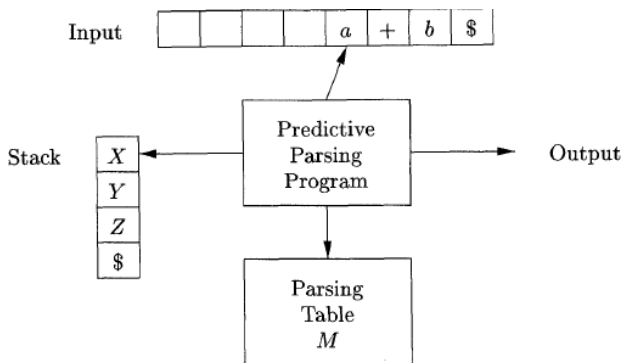 Input a + b $
Predictive
Parsing
Program
Stack X
Y
Z
$
Output
Parsing
Table
M